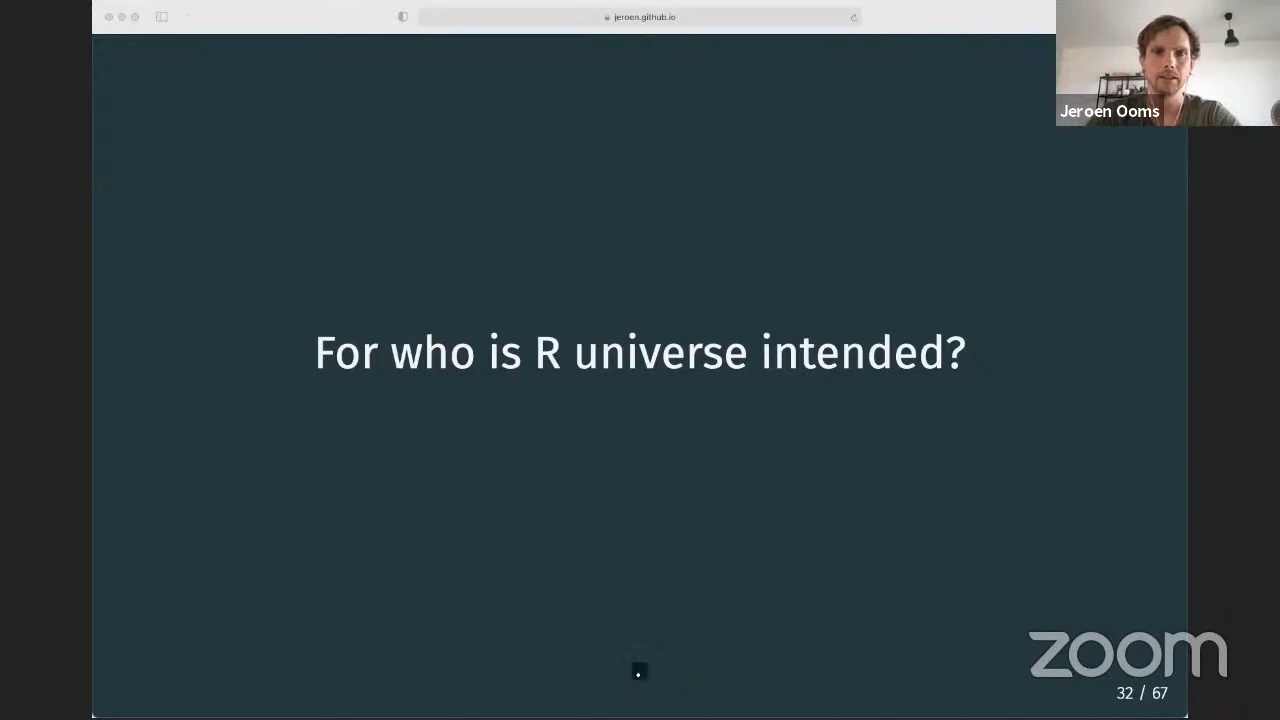 jeroen.github.io
Jeroen Ooms
For who is R universe intended?
zoom
32 / 67